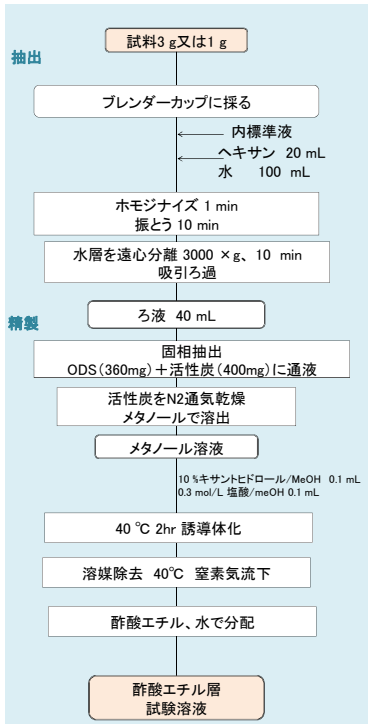 試料3 g又は1 g
抽出
ブレンダーカップに採る
内標準液
ヘキサン 20 mL
水 100 mL
ホモジナイズ 1 min
振とう 10 min
水層を遠心分離 3000 ×g、 10 min
吸引ろ過
ろ液 40 mL
精製
固相抽出
ODS(360mg)+活性炭(400mg)に通液
活性炭をN2通気乾燥
メタノールで溶出
メタノール溶液
10 %キサントヒドロール/MeOH 0.1 mL
0.3 mol/L 塩酸/meOH 0.1 mL
40 ℃ 2hr 誘導体化
溶媒除去 40℃ 窒素気流下
酢酸エチル、水で分配
酢酸エチル層
試験溶液